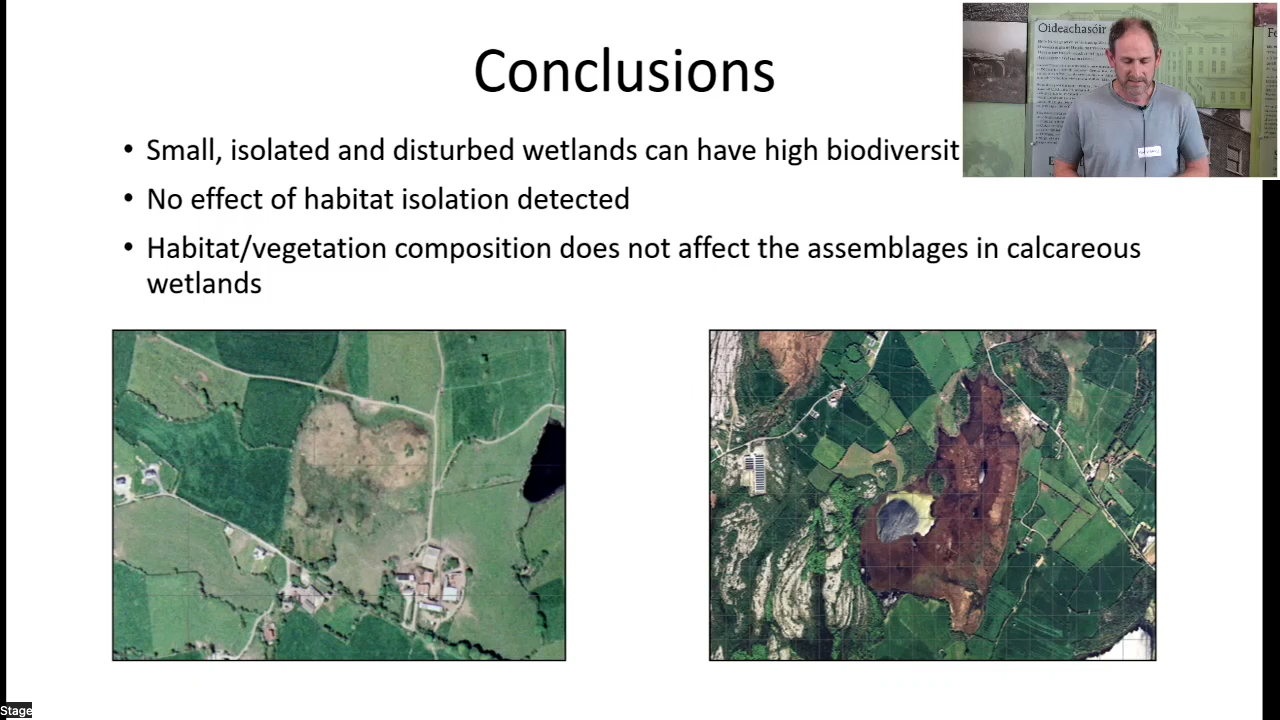 Conclusions
Oideachasóir
• Small, isolated and disturbed wetlands can have high biodiversit
• No effect of habitat isolation detected
• Habitat/vegetation composition does not affect the assemblages in calcareous
wetlands
Stage